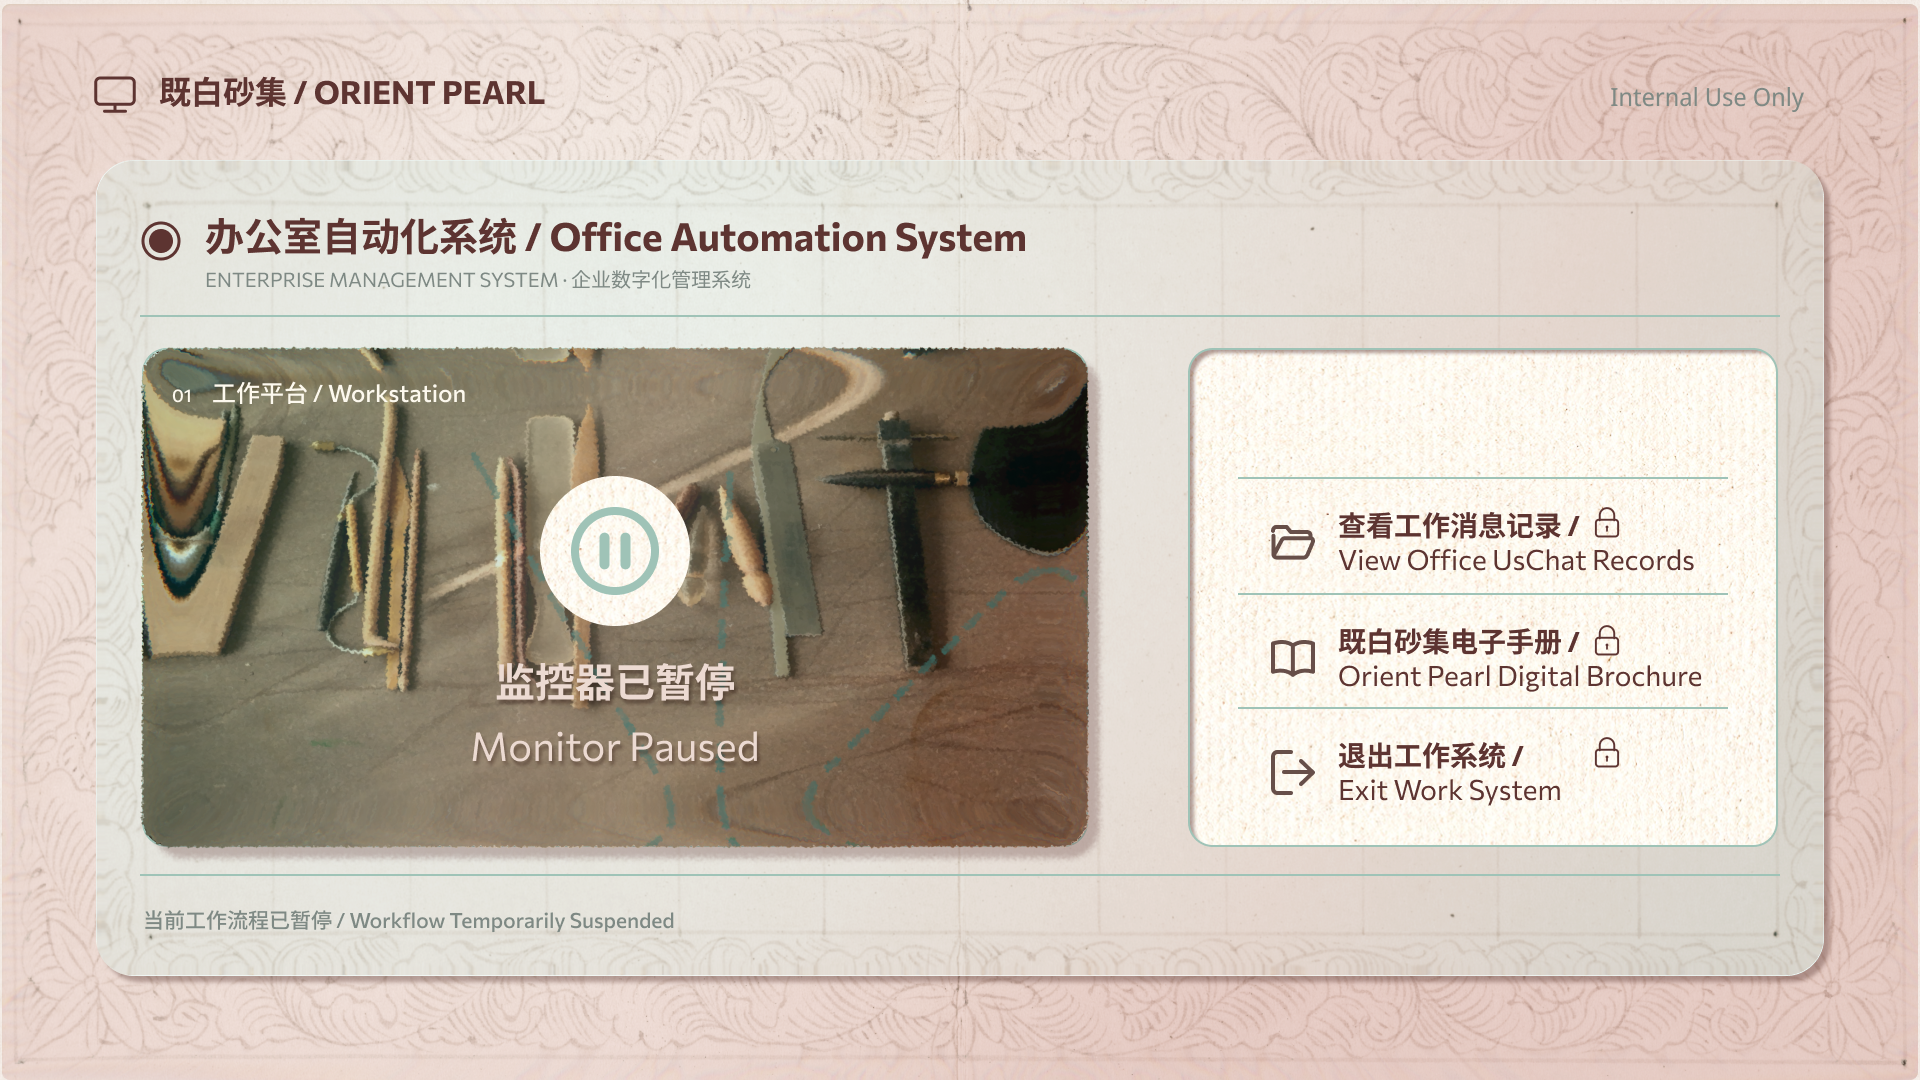 既白砂集 / ORIENT PEARL
Internal Use Only
办公室自动化系统 / Office Automation System
ENTERPRISE MANAGEMENT SYSTEM · 企业数字化管理系统
01 工作平台 / Workstation
监控器已暂停
Monitor Paused
查看工作消息记录 /
View Office UsChat Records
既白砂集电子手册 /
Orient Pearl Digital Brochure
退出工作系统 /
Exit Work System
当前工作流程已暂停 / Workflow Temporarily Suspended